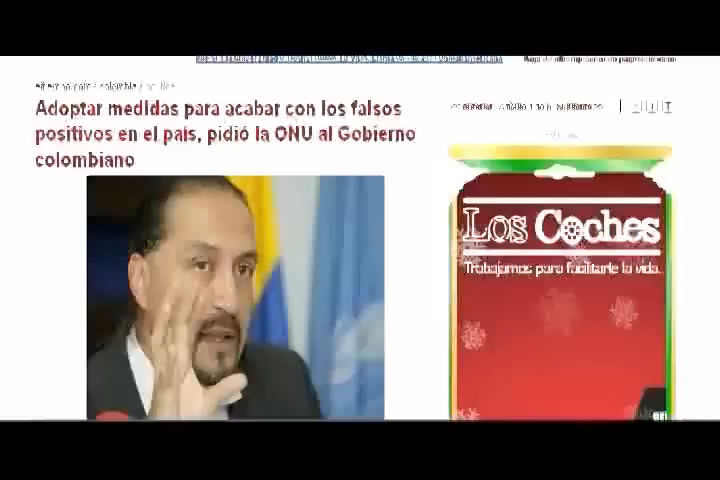 Adoptar medidas para acabar con los falsos
positivos en el país, pidió la ONU al Gobierno
colombiano
Los Coches
Trabajamos para facilitarte la vida.